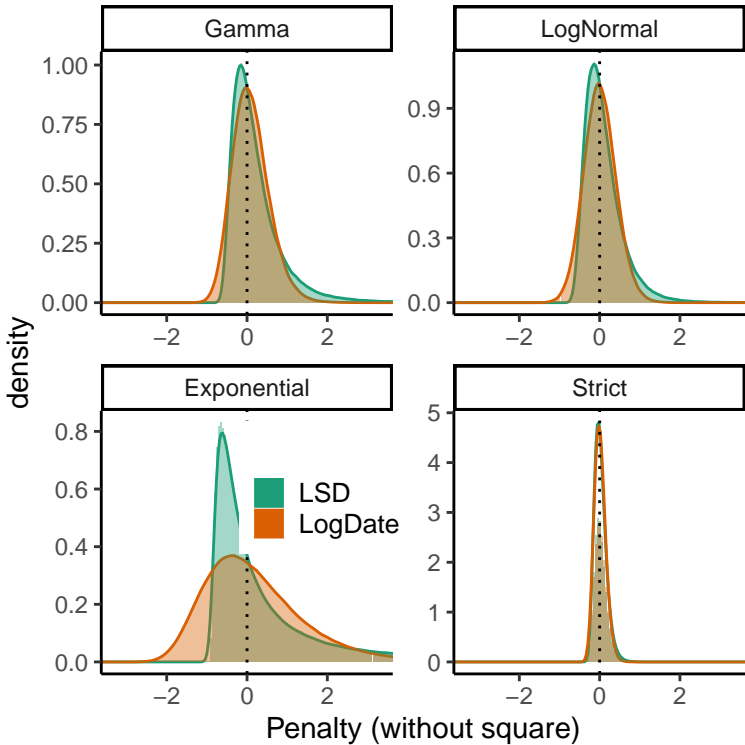 Gamma
LogNormal
1.00
0.75
0.50
0.25
0.00
−2 0 2
0.9
0.6
0.3
0.0
−2 0 2
density
Exponential
Strict
0.8
0.6
0.4
0.2
0.0
LSD
LogDate
−2 0 2
5
4
3
2
1
0
−2 0 2
Penalty (without square)